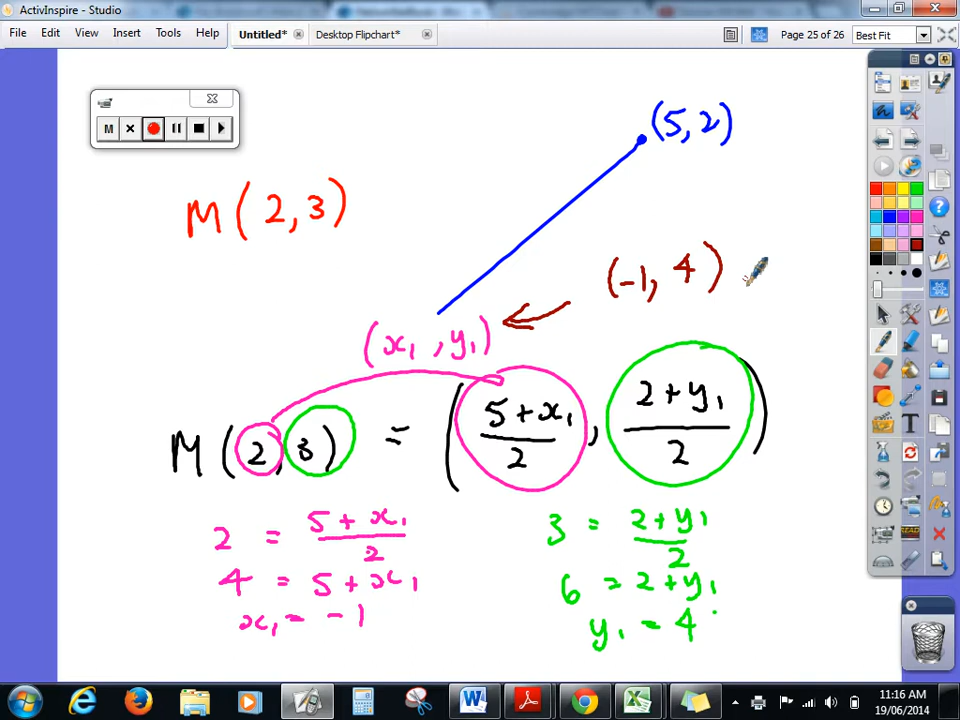 ActivInspire - Studio
File Edit View Insert Tools Help Untitled* Desktop Flipchart* Page 25 of 26 Best Fit
M
(5, 2)
M (2, 3)
(-1, 4)
(x₁, y₁)
M (2, 3) = ( 5 + x₁ / 2 , 2 + y₁ / 2 )
2 = 5 + x₁ / 2
4 = 5 + x₁
x₁ = -1
3 = 2 + y₁ / 2
6 = 2 + y₁
y₁ = 4
11:16 AM
19/06/2014